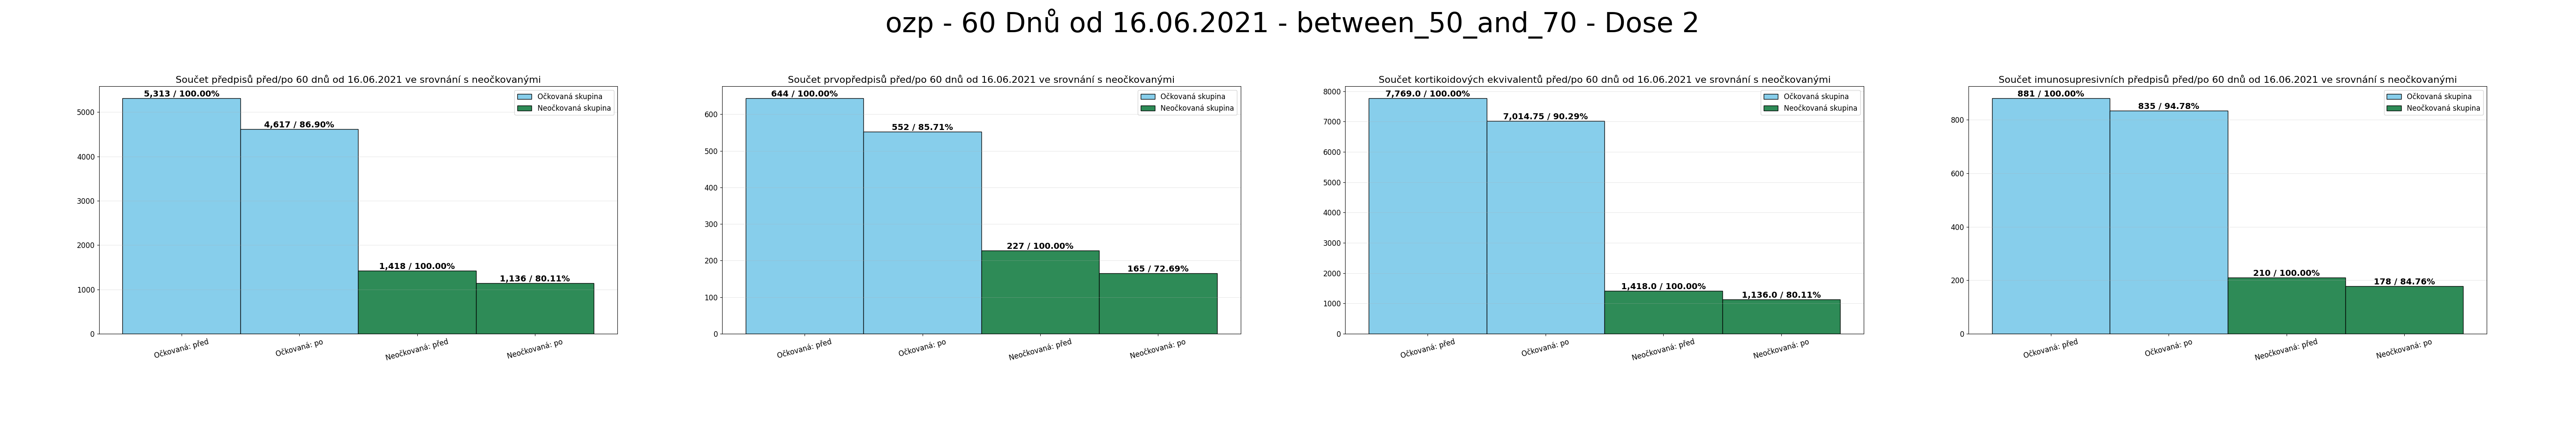 ozp - 60 Dnů od 16.06.2021 - between_50_and_70 - Dose 2
Součet předpisů před/po 60 dnů od 16.06.2021 ve srovnání s neočkovanými
5,313 / 100.00%
4,617 / 86.90%
1,418 / 100.00%
1,136 / 80.11%
Očkovaná skupina
Neočkovaná skupina
5000
4000
3000
2000
1000
0
Očkovaná: před
Očkovaná: po
Neočkovaná: před
Neočkovaná: po
Součet prvopředpisů před/po 60 dnů od 16.06.2021 ve srovnání s neočkovanými
644 / 100.00%
552 / 85.71%
227 / 100.00%
165 / 72.69%
Očkovaná skupina
Neočkovaná skupina
600
500
400
300
200
100
0
Očkovaná: před
Očkovaná: po
Neočkovaná: před
Neočkovaná: po
Součet kortikoidových ekvivalentů před/po 60 dnů od 16.06.2021 ve srovnání s neočkovanými
7,769.0 / 100.00%
7,014.75 / 90.29%
1,418.0 / 100.00%
1,136.0 / 80.11%
Očkovaná skupina
Neočkovaná skupina
8000
7000
6000
5000
4000
3000
2000
1000
0
Očkovaná: před
Očkovaná: po
Neočkovaná: před
Neočkovaná: po
Součet imunosupresivních předpisů před/po 60 dnů od 16.06.2021 ve srovnání s neočkovanými
881 / 100.00%
835 / 94.78%
210 / 100.00%
178 / 84.76%
Očkovaná skupina
Neočkovaná skupina
800
600
400
200
0
Očkovaná: před
Očkovaná: po
Neočkovaná: před
Neočkovaná: po